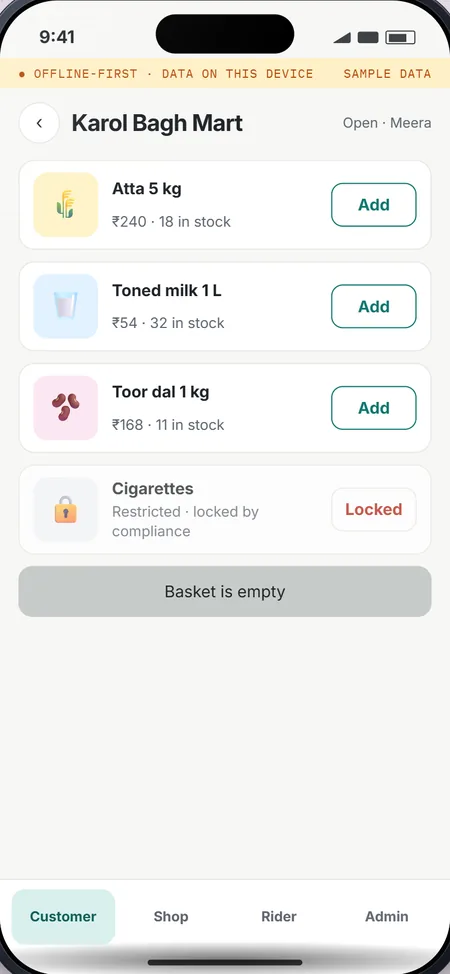 9:41
● OFFLINE-FIRST · DATA ON THIS DEVICE SAMPLE DATA
‹ Karol Bagh Mart Open · Meera
Atta 5 kg
₹240 · 18 in stock
Add
Toned milk 1 L
₹54 · 32 in stock
Add
Toor dal 1 kg
₹168 · 11 in stock
Add
Cigarettes
Restricted · locked by
compliance
Locked
Basket is empty
Customer Shop Rider Admin